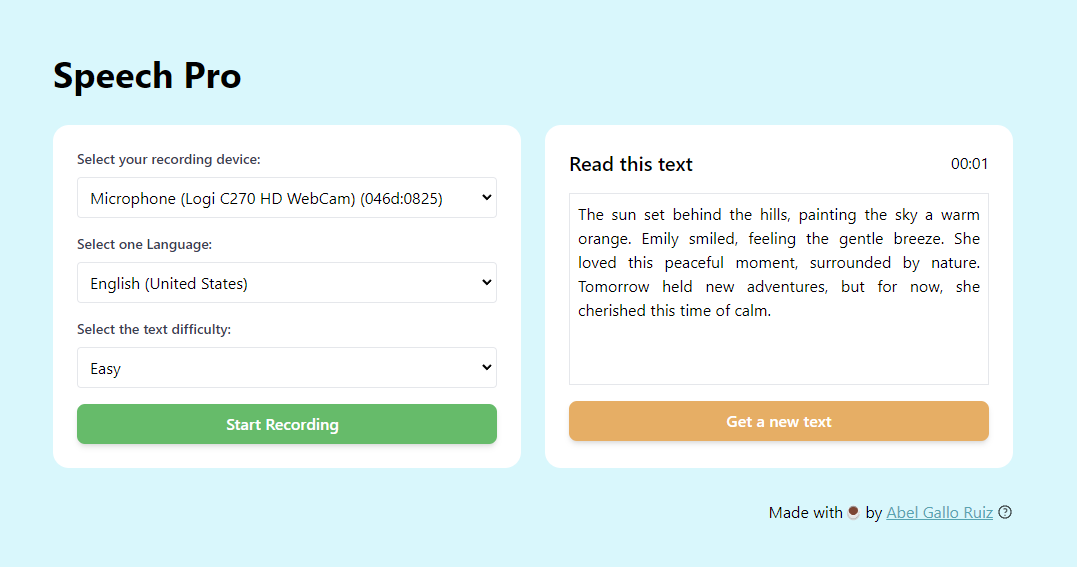 Speech Pro
Select your recording device:
Microphone (Logi C270 HD WebCam) (046d:0825)
Select one Language:
English (United States)
Select the text difficulty:
Easy
Start Recording
Read this text
00:01
The sun set behind the hills, painting the sky a warm
orange. Emily smiled, feeling the gentle breeze. She
loved this peaceful moment, surrounded by nature.
Tomorrow held new adventures, but for now, she
cherished this time of calm.
Get a new text
Made with ☕ by Abel Gallo Ruiz ?